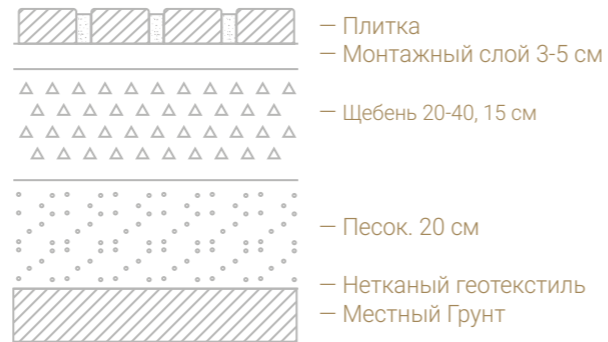 — Плитка
— Монтажный слой 3-5 см
— Щебень 20-40, 15 см
— Песок. 20 см
— Нетканый геотекстиль
— Местный Грунт